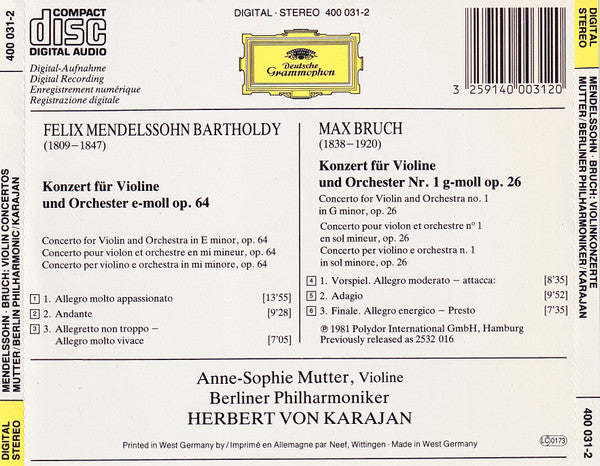 400 031-2
DIGITAL
STEREO
MENDELSSOHN · BRUCH: VIOLIN CONCERTOS
MUTTER/BERLIN PHILHARMONIC/KARAJAN
COMPACT
disc
DIGITAL AUDIO
DIGITAL · STEREO 400 031-2
Deutsche
Grammophon
3 259140 003120
Digital-Aufnahme
Digital Recording
Enregistrement numérique
Registrazione digitale
FELIX MENDELSSOHN BARTHOLDY
(1809–1847)
Konzert für Violine
und Orchester e-moll op. 64
Concerto for Violin and Orchestra in E minor, op. 64
Concerto pour violon et orchestre en mi mineur, op. 64
Concerto per violino e orchestra in mi minore, op. 64
1 1. Allegro molto appassionato [13'55]
2 2. Andante [9'28]
3 3. Allegretto non troppo –
Allegro molto vivace [7'05]
MAX BRUCH
(1838–1920)
Konzert für Violine
und Orchester Nr. 1 g-moll op. 26
Concerto for Violin and Orchestra no. 1
in G minor, op. 26
Concerto pour violon et orchestre n° 1
en sol mineur, op. 26
Concerto per violino e orchestra n. 1
in sol minore, op. 26
4 1. Vorspiel. Allegro moderato – attacca: [8'35]
5 2. Adagio [9'52]
6 3. Finale. Allegro energico – Presto [7'35]
℗ 1981 Polydor International GmbH, Hamburg
Previously released as 2532 016
Anne-Sophie Mutter, Violine
Berliner Philharmoniker
HERBERT VON KARAJAN
Printed in West Germany by/Imprimé en Allemagne par Neef, Wittingen · Made in West Germany
LC 0173
DIGITAL
STEREO
MENDELSSOHN · BRUCH: VIOLINKONZERTE
MUTTER/BERLINER PHILHARMONIKER/KARAJAN
400 031-2